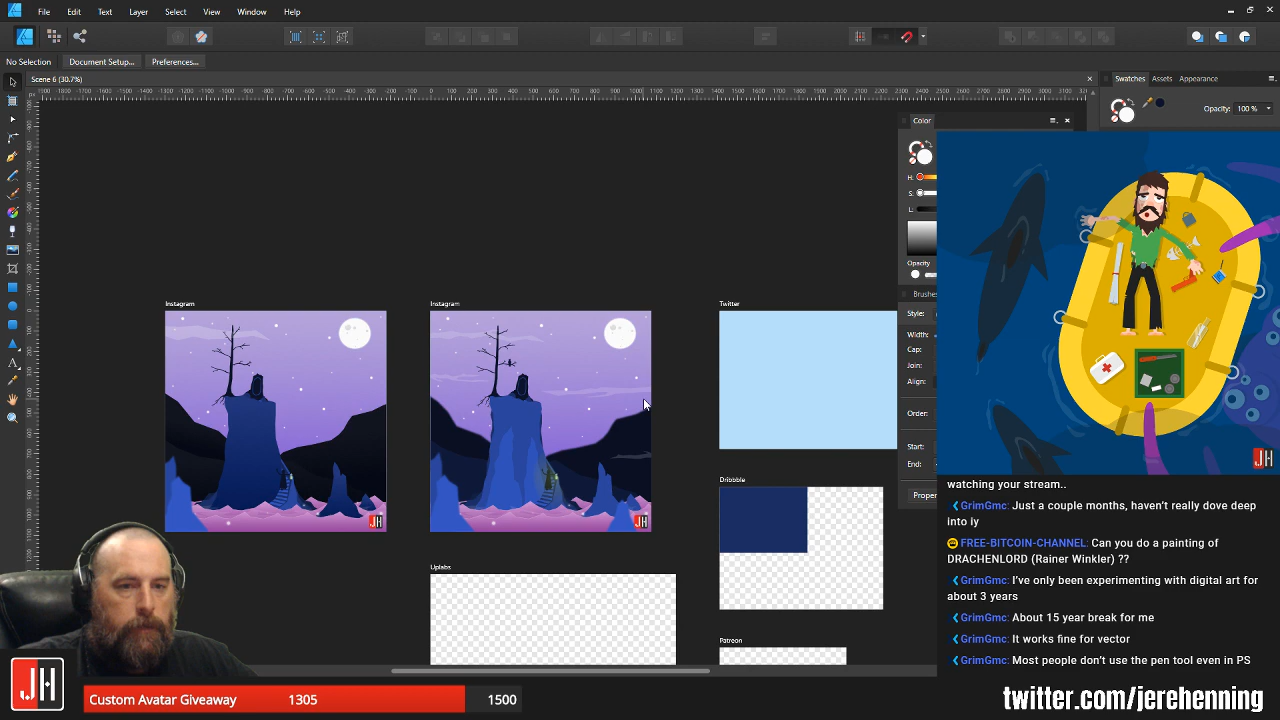 File Edit Text Layer Select View Window Help
No Selection Document Setup... Preferences...
Scene 6 (30.7%)
Swatches Assets Appearance
Opacity: 100 %
Color
H:
S:
L:
Opacity
Brushes
Style:
Width:
Cap:
Join:
Align:
Order:
Start:
End:
Proper
Instagram
Instagram
Twitter
Dribbble
Uplabs
Patreon
JH
JH
JH
watching your stream..
GrimGmc: Just a couple months, haven't really dove deep
into iy
FREE-BITCOIN-CHANNEL: Can you do a painting of
DRACHENLORD (Rainer Winkler) ??
GrimGmc: I've only been experimenting with digital art for
about 3 years
GrimGmc: About 15 year break for me
GrimGmc: It works fine for vector
GrimGmc: Most people don't use the pen tool even in PS
JH
Custom Avatar Giveaway 1305 1500
twitter.com/jerehenning